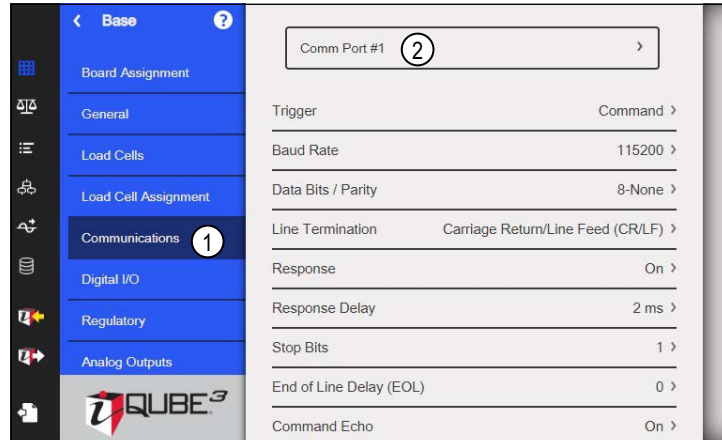 Base ?
Board Assignment
General
Load Cells
Load Cell Assignment
Communications 1
Digital I/O
Regulatory
Analog Outputs
iQUBE3
Comm Port #1 2
Trigger Command
Baud Rate 115200
Data Bits / Parity 8-None
Line Termination Carriage Return/Line Feed (CR/LF)
Response On
Response Delay 2 ms
Stop Bits 1
End of Line Delay (EOL) 0
Command Echo On